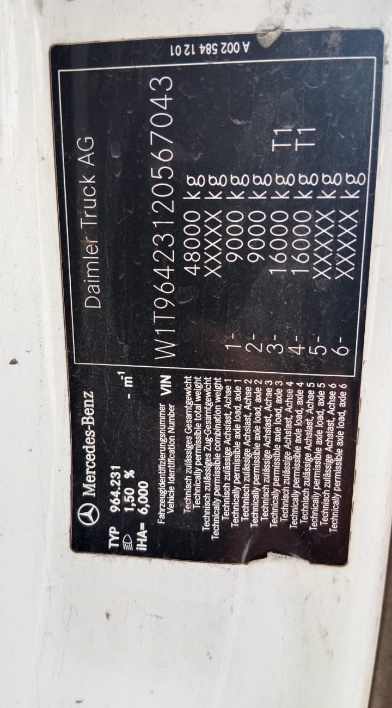 Mercedes-Benz
Daimler Truck AG
TYP 964.231
1,50 % - m¹
iHA= 6,000
Fahrzeugidentifizierungsnummer
Vehicle Identification Number VIN W1T96423120567043
Technisch zulässiges Gesamtgewicht
Technically permissible total weight 48000 kg
Technisch zulässiges Zug-Gesamtgewicht
Technically permissible combination weight XXXXX kg
Technisch zulässige Achslast, Achse 1
Technically permissible axle load, axle 1 1- 9000 kg
Technisch zulässige Achslast, Achse 2
Technically permissible axle load, axle 2 2- 9000 kg
Technisch zulässige Achslast, Achse 3
Technically permissible axle load, axle 3 3- 16000 kg T1
Technisch zulässige Achslast, Achse 4
Technically permissible axle load, axle 4 4- 16000 kg T1
Technisch zulässige Achslast, Achse 5
Technically permissible axle load, axle 5 5- XXXXX kg
Technisch zulässige Achslast, Achse 6
Technically permissible axle load, axle 6 6- XXXXX kg
A 002 584 12 01